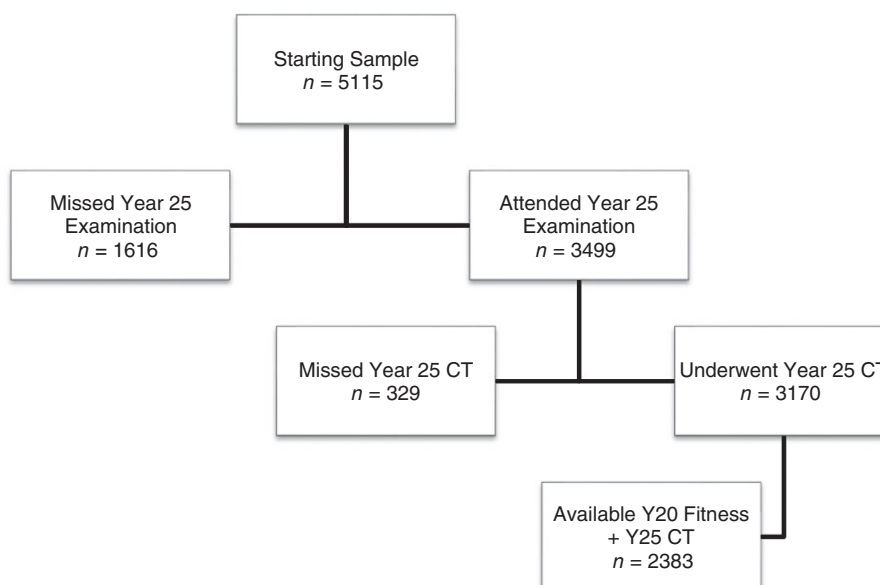 Starting Sample
n = 5115
Missed Year 25
Examination
n = 1616
Attended Year 25
Examination
n = 3499
Missed Year 25 CT
n = 329
Underwent Year 25 CT
n = 3170
Available Y20 Fitness
+ Y25 CT
n = 2383